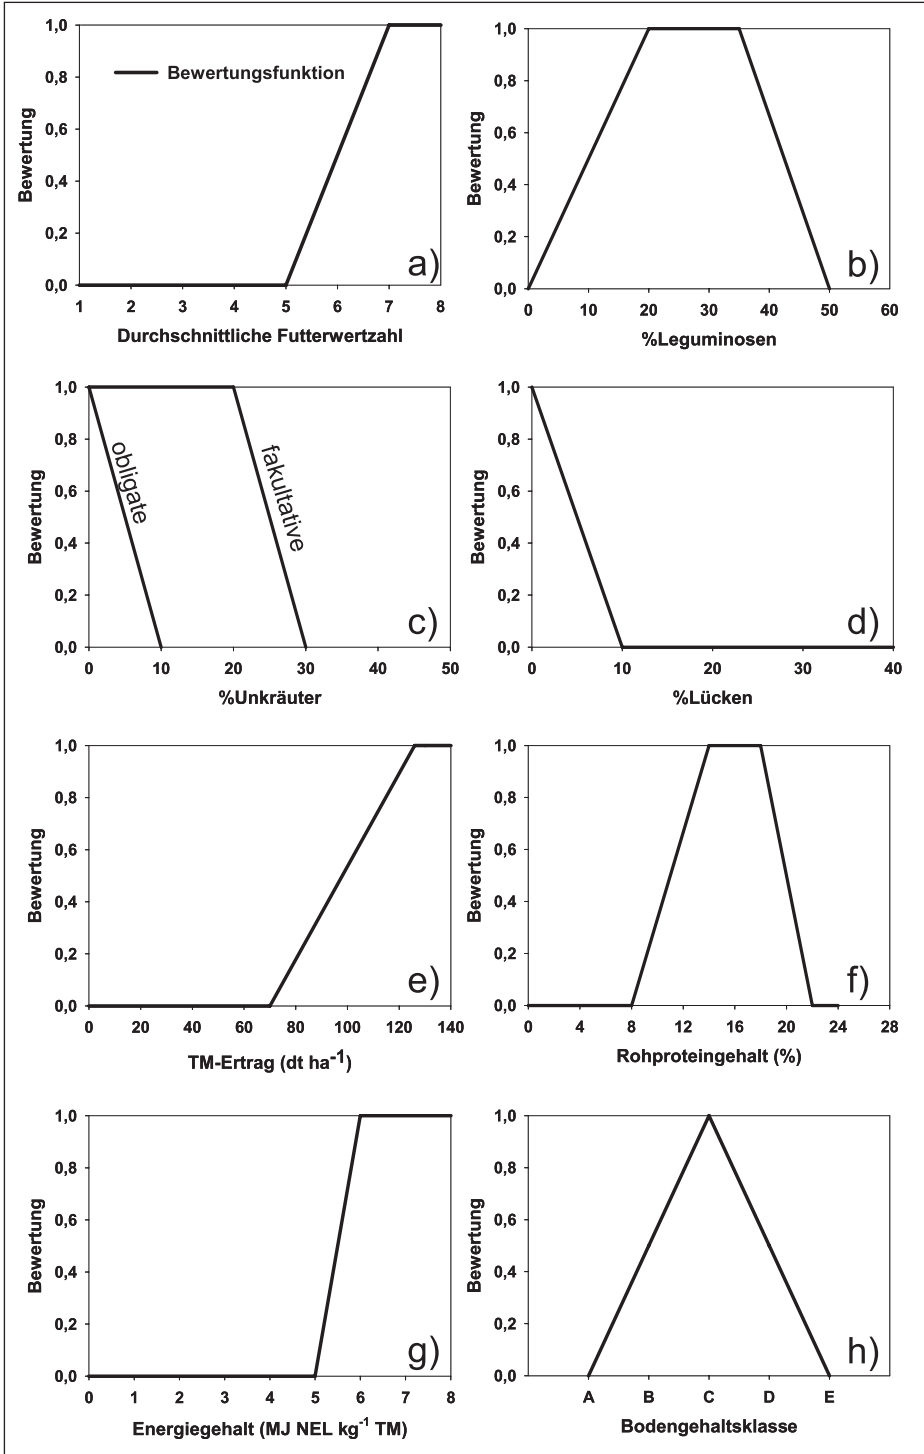 1,0
0,8
0,6
0,4
0,2
0,0
Bewertung
Bewertungsfunktion
a)
1 2 3 4 5 6 7 8
Durchschnittliche Futterwertzahl
1,0
0,8
0,6
0,4
0,2
0,0
Bewertung
b)
0 10 20 30 40 50 60
%Leguminosen
1,0
0,8
0,6
0,4
0,2
0,0
Bewertung
obligate
fakultative
c)
0 10 20 30 40 50
%Unkräuter
1,0
0,8
0,6
0,4
0,2
0,0
Bewertung
d)
0 10 20 30 40
%Lücken
1,0
0,8
0,6
0,4
0,2
0,0
Bewertung
e)
0 20 40 60 80 100 120 140
TM-Ertrag (dt ha⁻¹)
1,0
0,8
0,6
0,4
0,2
0,0
Bewertung
f)
0 4 8 12 16 20 24 28
Rohproteingehalt (%)
1,0
0,8
0,6
0,4
0,2
0,0
Bewertung
g)
0 1 2 3 4 5 6 7 8
Energiegehalt (MJ NEL kg⁻¹ TM)
1,0
0,8
0,6
0,4
0,2
0,0
Bewertung
h)
A B C D E
Bodengehaltsklasse